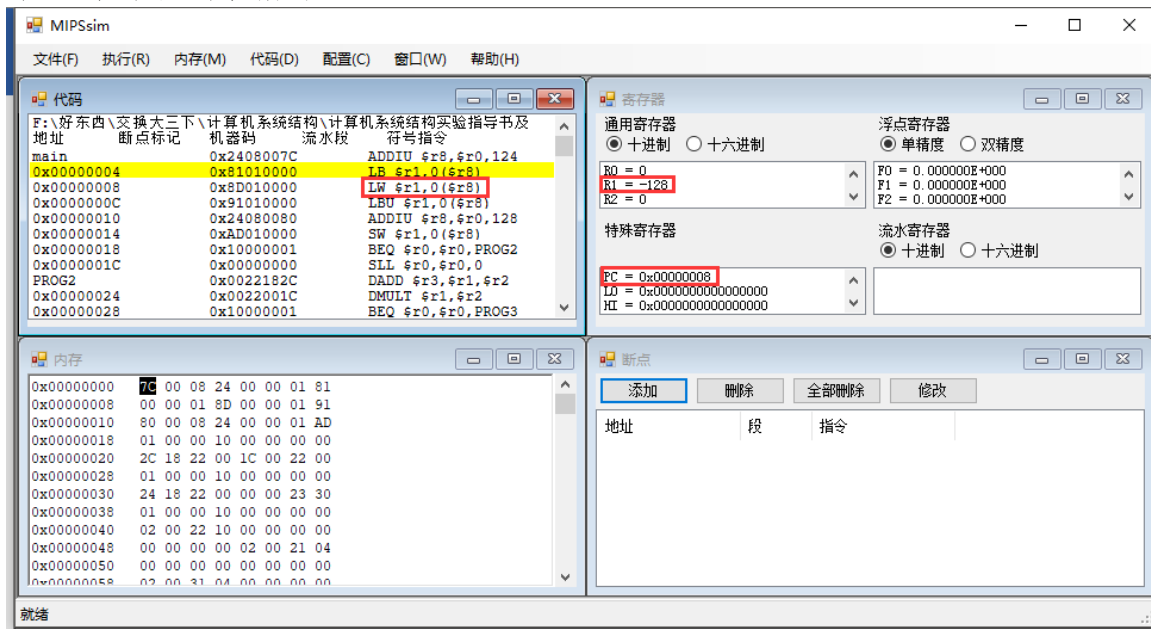 MIPSsim
文件(F) 执行(R) 内存(M) 代码(D) 配置(C) 窗口(W) 帮助(H)
代码
F:\好东西\交换大三下\计算机系统结构\计算机系统结构实验指导书及
地址 断点标记 机器码 流水段 符号指令
main 0x2408007C ADDIU $r8,$r0,124
0x00000004 0x81010000 LB $r1,0($r8)
0x00000008 0x8D010000 LW $r1,0($r8)
0x0000000C 0x91010000 LBU $r1,0($r8)
0x00000010 0x24080080 ADDIU $r8,$r0,128
0x00000014 0xAD010000 SW $r1,0($r8)
0x00000018 0x10000001 BEQ $r0,$r0,PROG2
0x0000001C 0x00000000 SLL $r0,$r0,0
PROG2 0x0022182C DADD $r3,$r1,$r2
0x00000024 0x0022001C DMULT $r1,$r2
0x00000028 0x10000001 BEQ $r0,$r0,PROG3
寄存器
通用寄存器
十进制 十六进制
R0 = 0
R1 = -128
R2 = 0
浮点寄存器
单精度 双精度
F0 = 0.000000E+000
F1 = 0.000000E+000
F2 = 0.000000E+000
特殊寄存器
PC = 0x00000008
LO = 0x0000000000000000
HI = 0x0000000000000000
流水寄存器
十进制 十六进制
内存
0x00000000 7C 00 08 24 00 00 01 81
0x00000008 00 00 01 8D 00 00 01 91
0x00000010 80 00 08 24 00 00 01 AD
0x00000018 01 00 00 10 00 00 00 00
0x00000020 2C 18 22 00 1C 00 22 00
0x00000028 01 00 00 10 00 00 00 00
0x00000030 24 18 22 00 00 00 23 30
0x00000038 01 00 00 10 00 00 00 00
0x00000040 02 00 22 10 00 00 00 00
0x00000048 00 00 00 00 02 00 21 04
0x00000050 00 00 00 00 00 00 00 00
0x00000058 02 00 31 04 00 00 00 00
断点
添加 删除 全部删除 修改
地址 段 指令
就绪